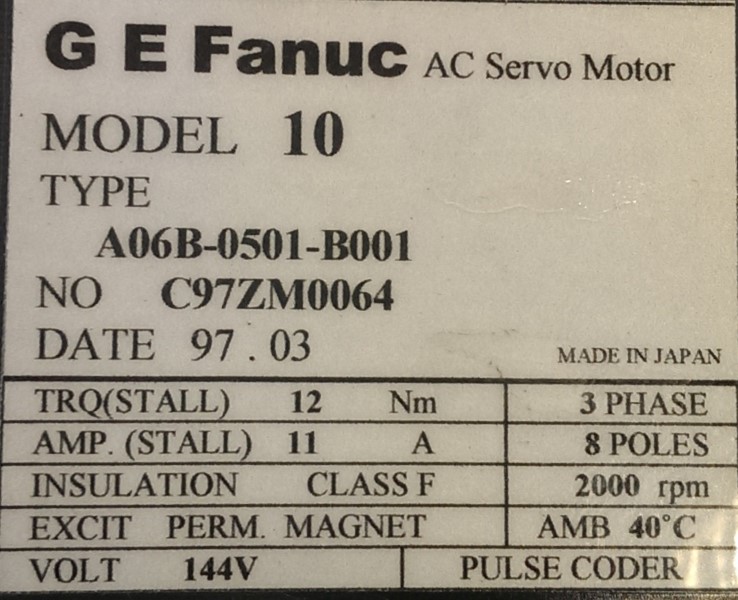 G E Fanuc AC Servo Motor
MODEL 10
TYPE
A06B-0501-B001
NO C97ZM0064
DATE 97 . 03
MADE IN JAPAN
TRQ(STALL) 12 Nm 3 PHASE
AMP. (STALL) 11 A 8 POLES
INSULATION CLASS F 2000 rpm
EXCIT PERM. MAGNET AMB 40°C
VOLT 144V PULSE CODER